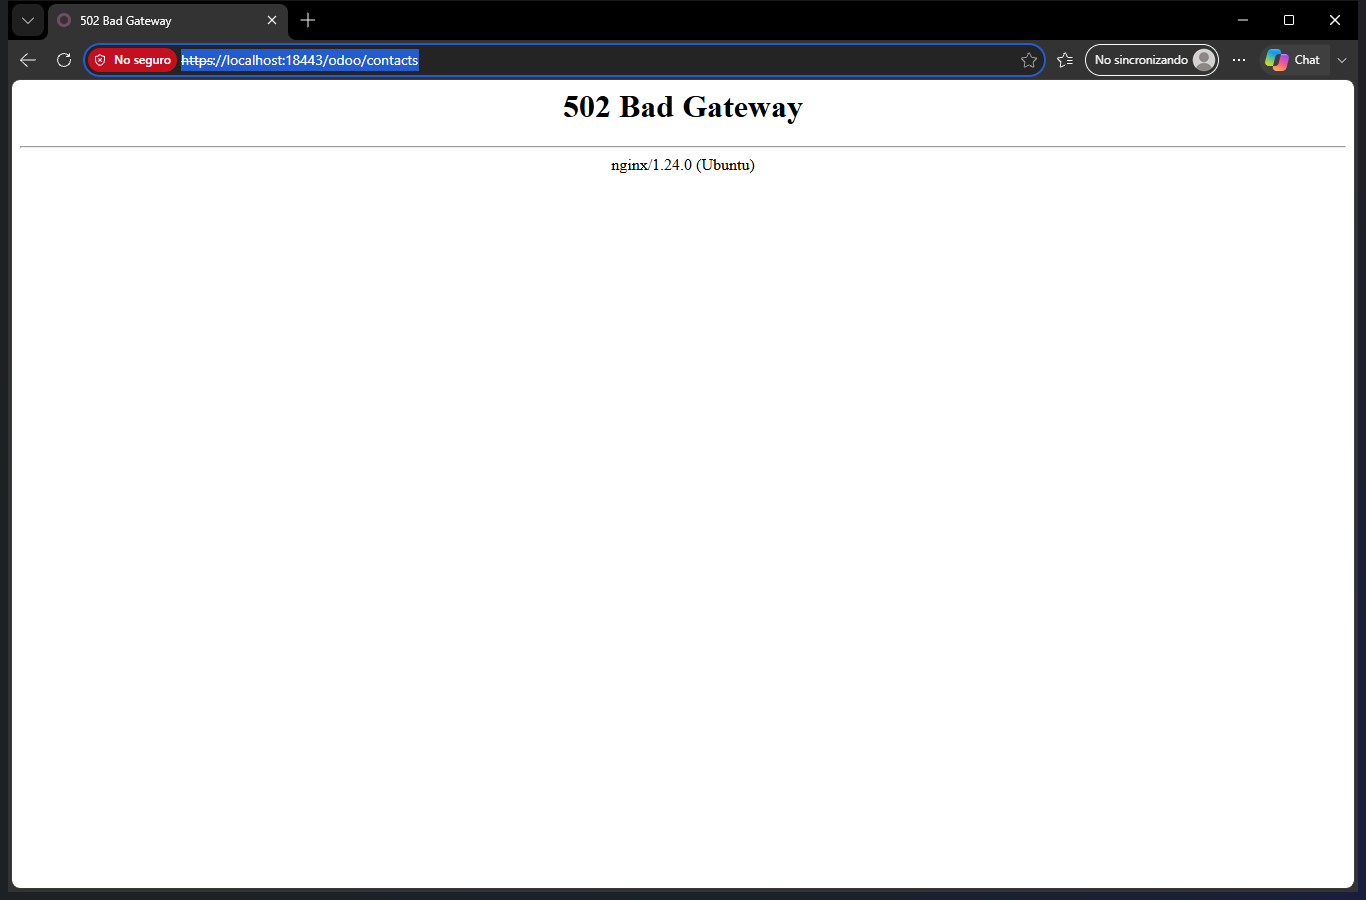 502 Bad Gateway
No seguro https://localhost:18443/odoo/contacts No sincronizando Chat
502 Bad Gateway
nginx/1.24.0 (Ubuntu)